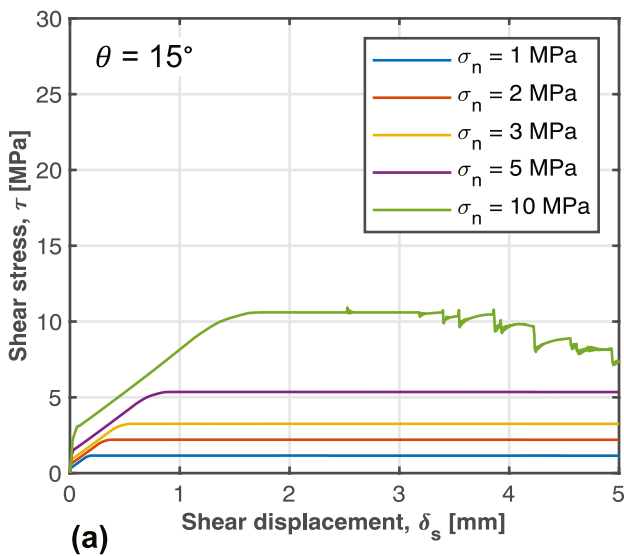 30
25
20
15
10
5
0
Shear stress, τ [MPa]
θ = 15°
σn = 1 MPa
σn = 2 MPa
σn = 3 MPa
σn = 5 MPa
σn = 10 MPa
0 1 2 3 4 5
Shear displacement, δs [mm]
(a)